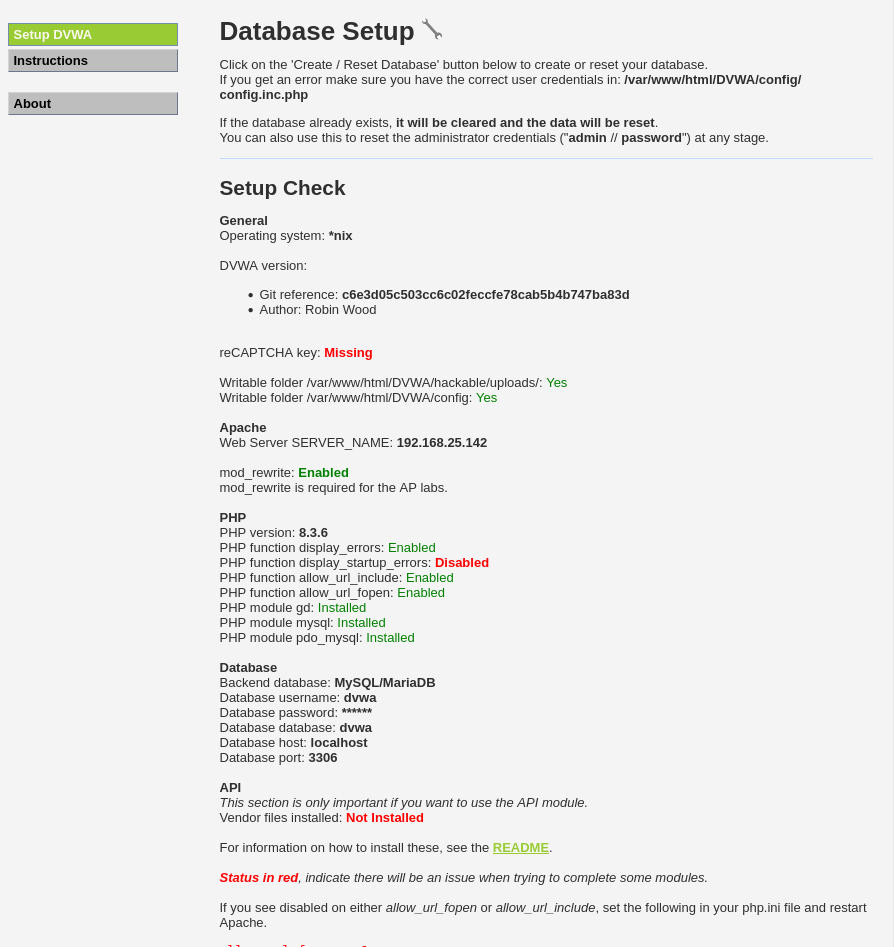 Setup DVWA
Instructions
About
Database Setup
Click on the 'Create / Reset Database' button below to create or reset your database.
If you get an error make sure you have the correct user credentials in: /var/www/html/DVWA/config/
config.inc.php
If the database already exists, it will be cleared and the data will be reset.
You can also use this to reset the administrator credentials ("admin // password") at any stage.
Setup Check
General
Operating system: *nix
DVWA version:
• Git reference: c6e3d05c503cc6c02feccfe78cab5b4b747ba83d
• Author: Robin Wood
reCAPTCHA key: Missing
Writable folder /var/www/html/DVWA/hackable/uploads/: Yes
Writable folder /var/www/html/DVWA/config: Yes
Apache
Web Server SERVER_NAME: 192.168.25.142
mod_rewrite: Enabled
mod_rewrite is required for the AP labs.
PHP
PHP version: 8.3.6
PHP function display_errors: Enabled
PHP function display_startup_errors: Disabled
PHP function allow_url_include: Enabled
PHP function allow_url_fopen: Enabled
PHP module gd: Installed
PHP module mysql: Installed
PHP module pdo_mysql: Installed
Database
Backend database: MySQL/MariaDB
Database username: dvwa
Database password: ******
Database database: dvwa
Database host: localhost
Database port: 3306
API
This section is only important if you want to use the API module.
Vendor files installed: Not Installed
For information on how to install these, see the README.
Status in red, indicate there will be an issue when trying to complete some modules.
If you see disabled on either allow_url_fopen or allow_url_include, set the following in your php.ini file and restart
Apache.